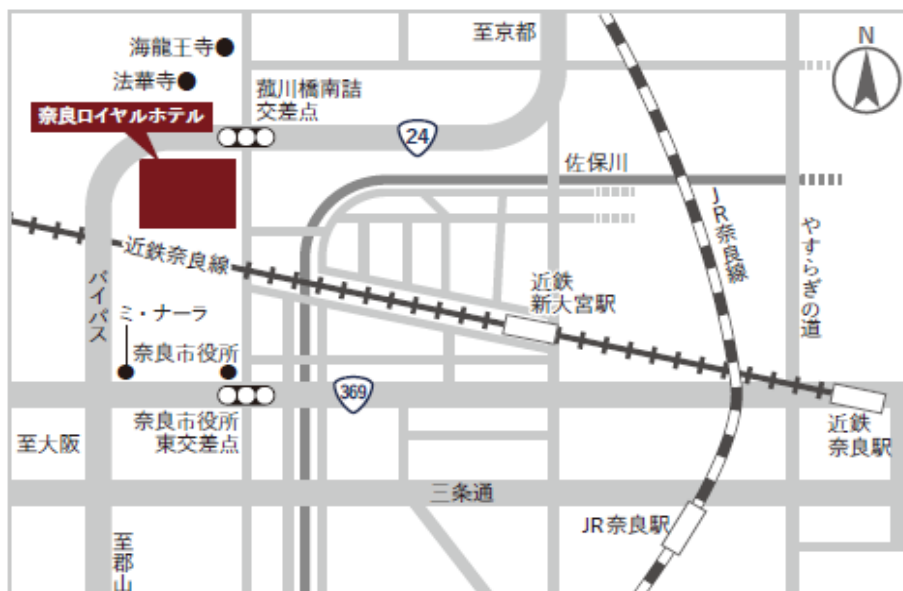 海龍王寺
法華寺
奈良ロイヤルホテル
菰川橋南詰
交差点
至京都
N
24
佐保川
JR奈良線
やすらぎの道
近鉄奈良線
バイパス
近鉄
新大宮駅
ミ・ナーラ
奈良市役所
369
奈良市役所
東交差点
至大阪
近鉄
奈良駅
三条通
JR奈良駅
至郡山